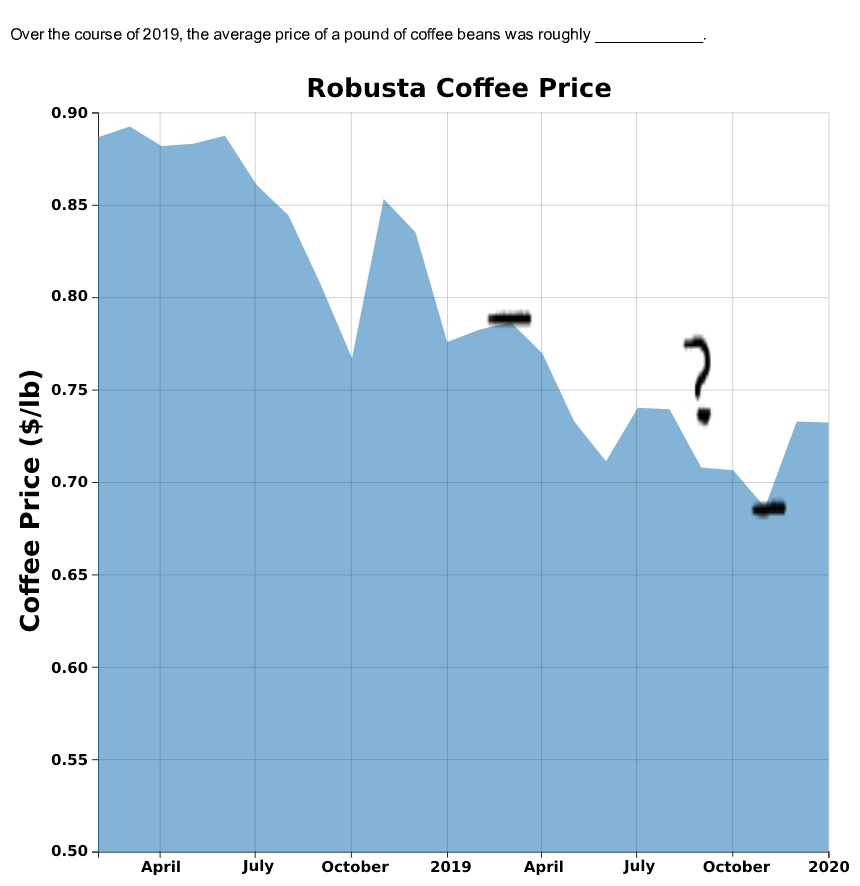 Over the course of 2019, the average price of a pound of coffee beans was roughly _____________.
Robusta Coffee Price
0.90
0.85
0.80
0.75
0.70
0.65
0.60
0.55
0.50
Coffee Price ($/lb)
?
April July October 2019 April July October 2020